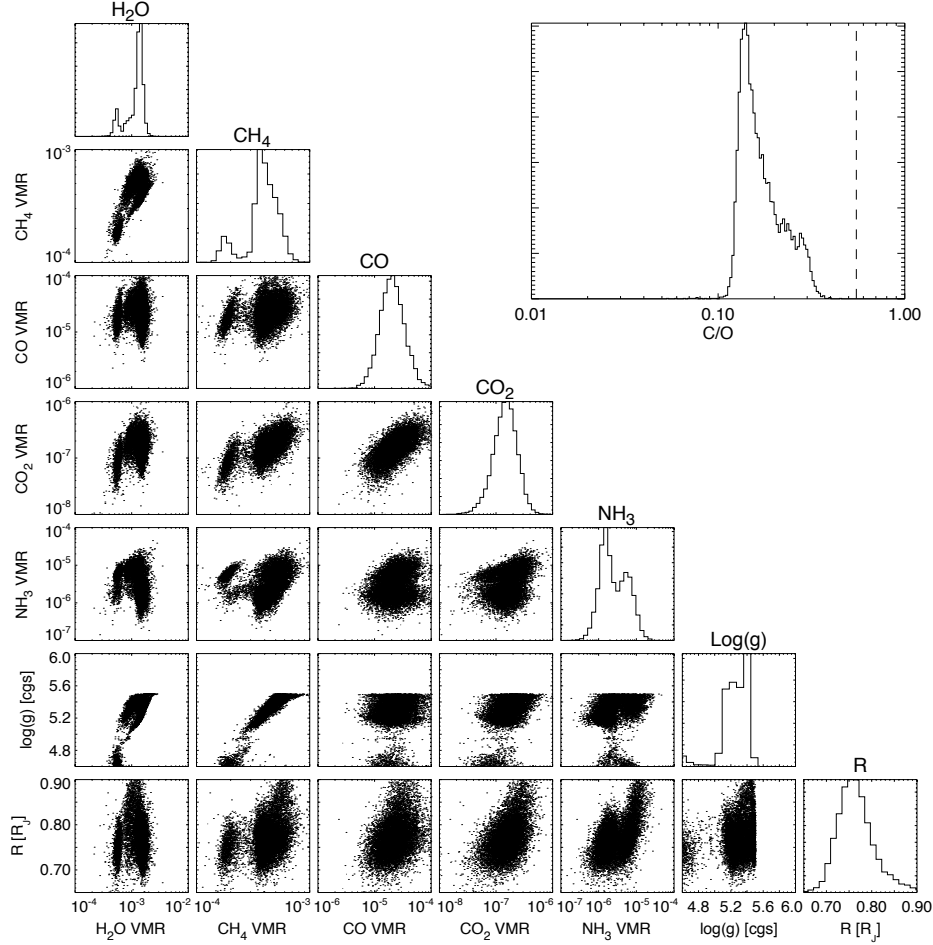 H2O
CH4
CO
CO2
NH3
Log(g)
R
0.01 0.10 1.00
C/O
10^-3
10^-4
CH4 VMR
10^-4
10^-5
10^-6
CO VMR
10^-6
10^-7
10^-8
CO2 VMR
10^-4
10^-5
10^-6
10^-7
NH3 VMR
6.0
5.6
5.2
4.8
log(g) [cgs]
0.90
0.80
0.70
R [RJ]
10^-4 10^-3 10^-2
H2O VMR
10^-4 10^-3
CH4 VMR
10^-5 10^-4
CO VMR
10^-7 10^-6
CO2 VMR
10^-7 10^-6 10^-5 10^-4
NH3 VMR
4.8 5.2 5.6 6.0
log(g) [cgs]
0.70 0.80 0.90
R [RJ]